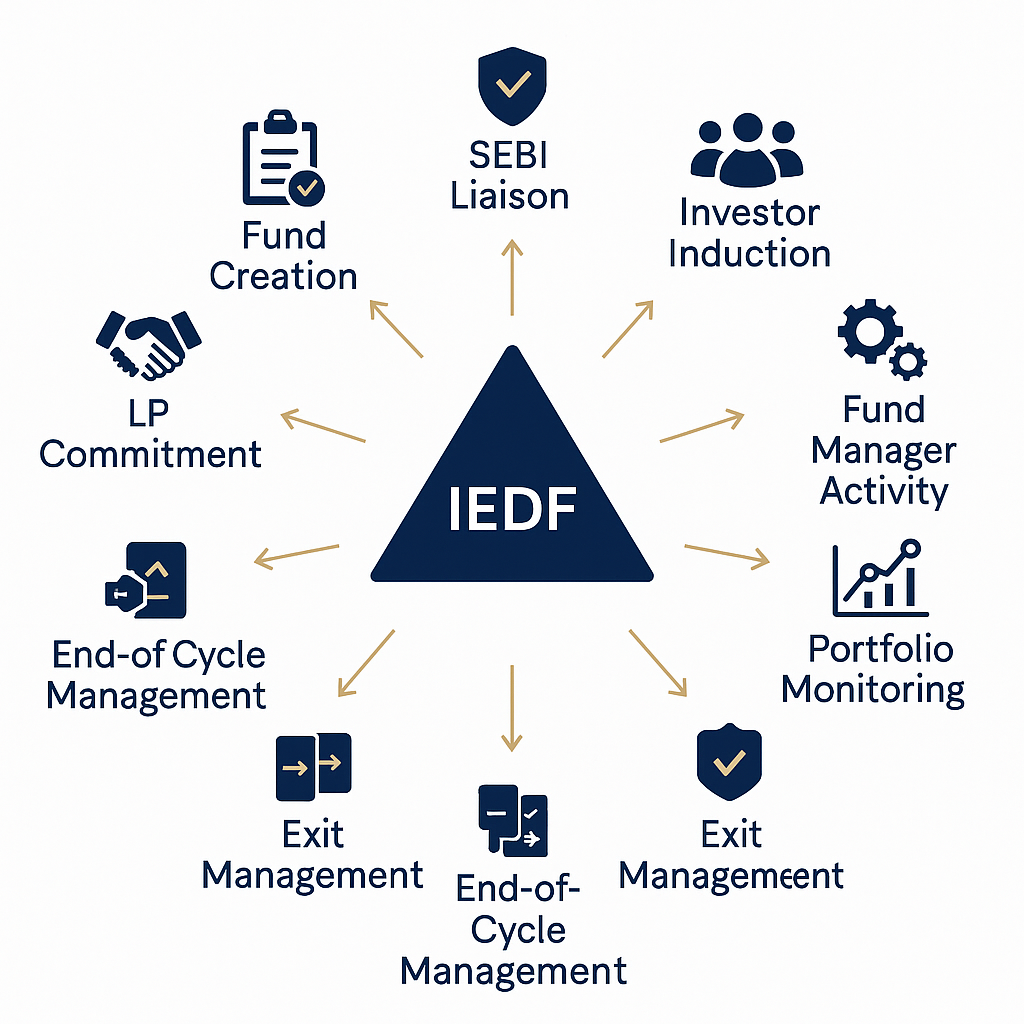 SEBI
Liaison
Fund
Creation
Investor
Induction
LP
Commitment
Fund
Manager
Activity
IEDF
End-of Cycle
Management
Portfolio
Monitoring
Exit
Management
End-of-
Cycle
Management
Exit
Management